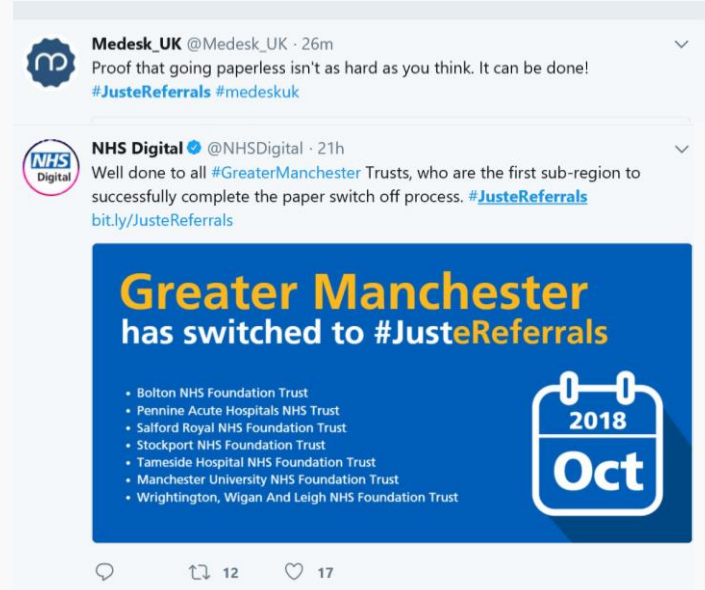 Medesk_UK @Medesk_UK · 26m
Proof that going paperless isn't as hard as you think. It can be done!
#JusteReferrals #medeskuk
NHS Digital @NHSDigital · 21h
NHS
Digital
Well done to all #GreaterManchester Trusts, who are the first sub-region to
successfully complete the paper switch off process. #JusteReferrals
bit.ly/JusteReferrals
Greater Manchester
has switched to #JusteReferrals
• Bolton NHS Foundation Trust
• Pennine Acute Hospitals NHS Trust
• Salford Royal NHS Foundation Trust
• Stockport NHS Foundation Trust
• Tameside Hospital NHS Foundation Trust
• Manchester University NHS Foundation Trust
• Wrightington, Wigan And Leigh NHS Foundation Trust
2018
Oct
12
17